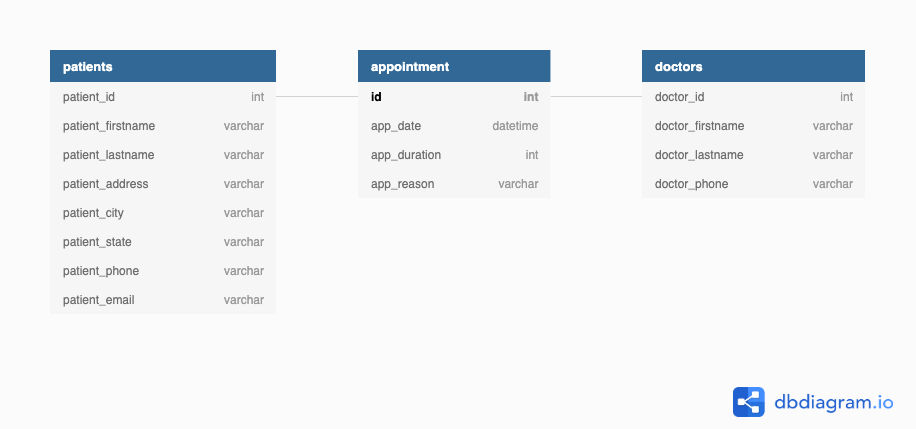 patients
patient_id int
patient_firstname varchar
patient_lastname varchar
patient_address varchar
patient_city varchar
patient_state varchar
patient_phone varchar
patient_email varchar
appointment
id int
app_date datetime
app_duration int
app_reason varchar
doctors
doctor_id int
doctor_firstname varchar
doctor_lastname varchar
doctor_phone varchar
dbdiagram.io